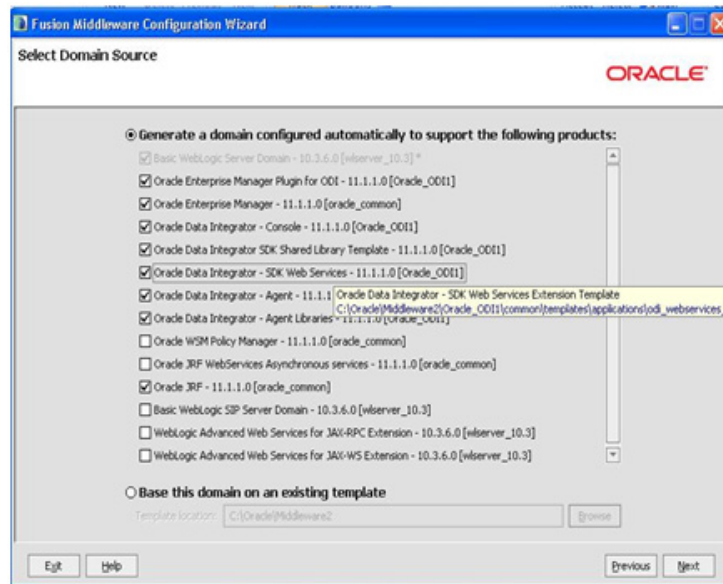 Fusion Middleware Configuration Wizard
Select Domain Source
ORACLE
Generate a domain configured automatically to support the following products:
Basic WebLogic Server Domain - 10.3.6.0 [wlserver_10.3] *
Oracle Enterprise Manager Plugin for ODI - 11.1.1.0 [Oracle_ODI1]
Oracle Enterprise Manager - 11.1.1.0 [oracle_common]
Oracle Data Integrator - Console - 11.1.1.0 [Oracle_ODI1]
Oracle Data Integrator SDK Shared Library Template - 11.1.1.0 [Oracle_ODI1]
Oracle Data Integrator - SDK Web Services - 11.1.1.0 [Oracle_ODI1]
Oracle Data Integrator - Agent - 11.1.1
Oracle Data Integrator - SDK Web Services Extension Template
C:\Oracle\Middleware2\Oracle_ODI1\common\templates\applications\odi_webservices
Oracle Data Integrator - Agent Libraries - 11.1.1.0 [Oracle_ODI1]
Oracle WSM Policy Manager - 11.1.1.0 [oracle_common]
Oracle JRF WebServices Asynchronous services - 11.1.1.0 [oracle_common]
Oracle JRF - 11.1.1.0 [oracle_common]
Basic WebLogic SIP Server Domain - 10.3.6.0 [wlserver_10.3]
WebLogic Advanced Web Services for JAX-RPC Extension - 10.3.6.0 [wlserver_10.3]
WebLogic Advanced Web Services for JAX-WS Extension - 10.3.6.0 [wlserver_10.3]
Base this domain on an existing template
Template location: C:\Oracle\Middleware2 Browse
Exit Help Previous Next